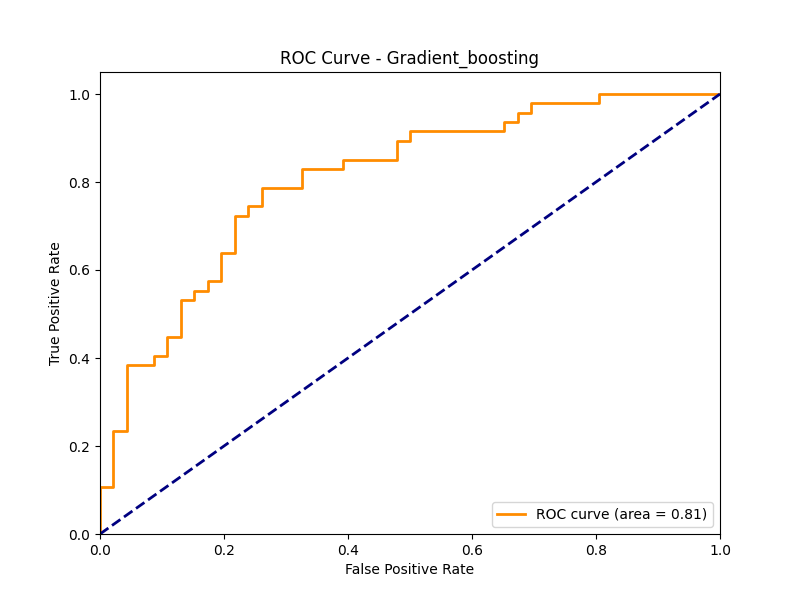 ROC Curve - Gradient_boosting
True Positive Rate
1.0
0.8
0.6
0.4
0.2
0.0
0.0 0.2 0.4 0.6 0.8 1.0
False Positive Rate
ROC curve (area = 0.81)